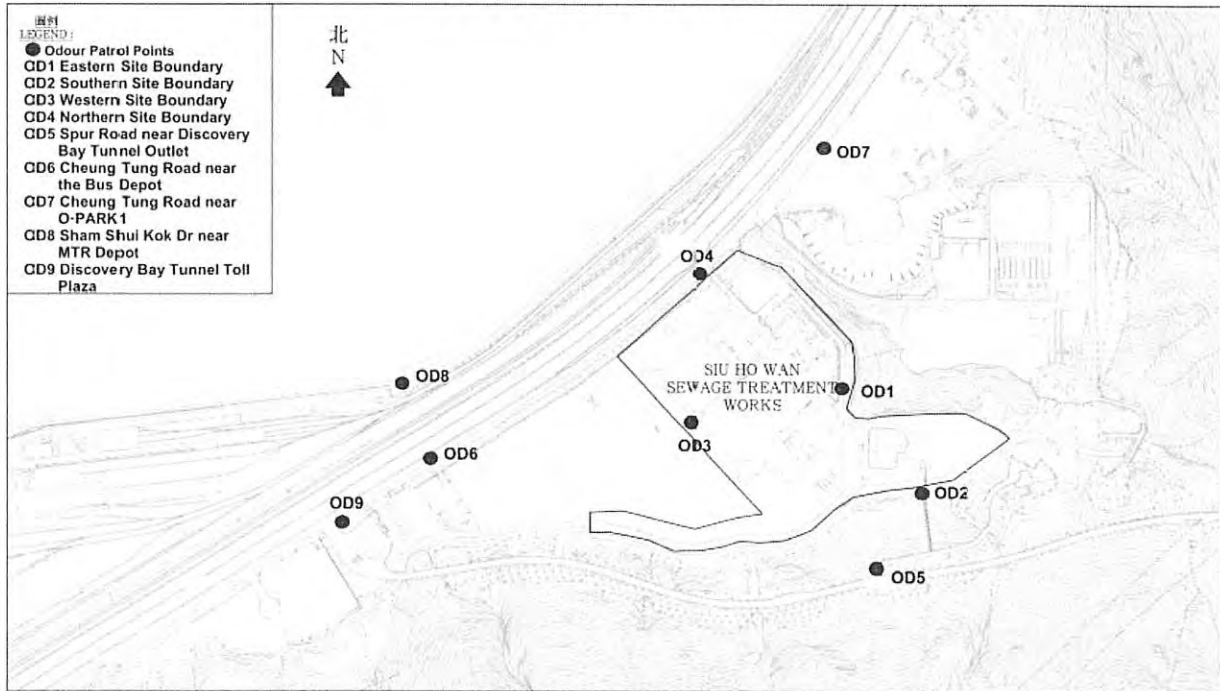 圖例
LEGEND:
Odour Patrol Points
OD1 Eastern Site Boundary
OD2 Southern Site Boundary
OD3 Western Site Boundary
OD4 Northern Site Boundary
OD5 Spur Road near Discovery
Bay Tunnel Outlet
OD6 Cheung Tung Road near
the Bus Depot
OD7 Cheung Tung Road near
O-PARK1
OD8 Sham Shui Kok Dr near
MTR Depot
OD9 Discovery Bay Tunnel Toll
Plaza
北
N
OD7
OD4
OD8
SIU HO WAN
SEWAGE TREATMENT
WORKS
OD1
OD3
OD6
OD2
OD9
OD5